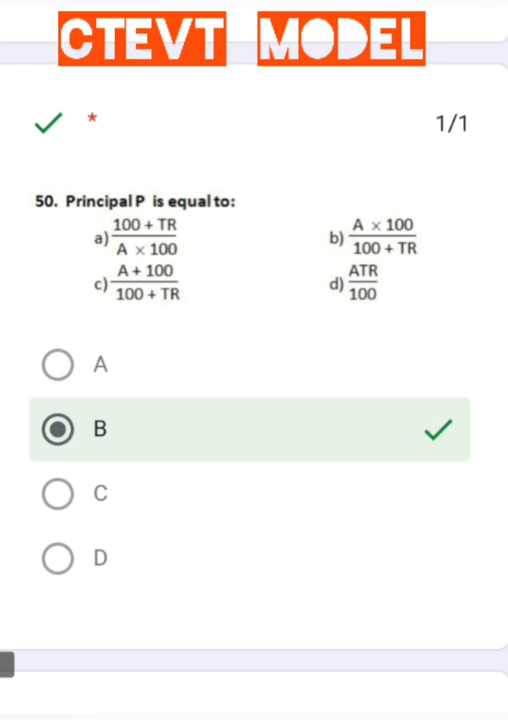 CTEVT MODEL
* 1/1
50. Principal P is equal to:
a) (100 + TR)/(A × 100) b) (A × 100)/(100 + TR)
c) (A + 100)/(100 + TR) d) ATR/100
A
B
C
D